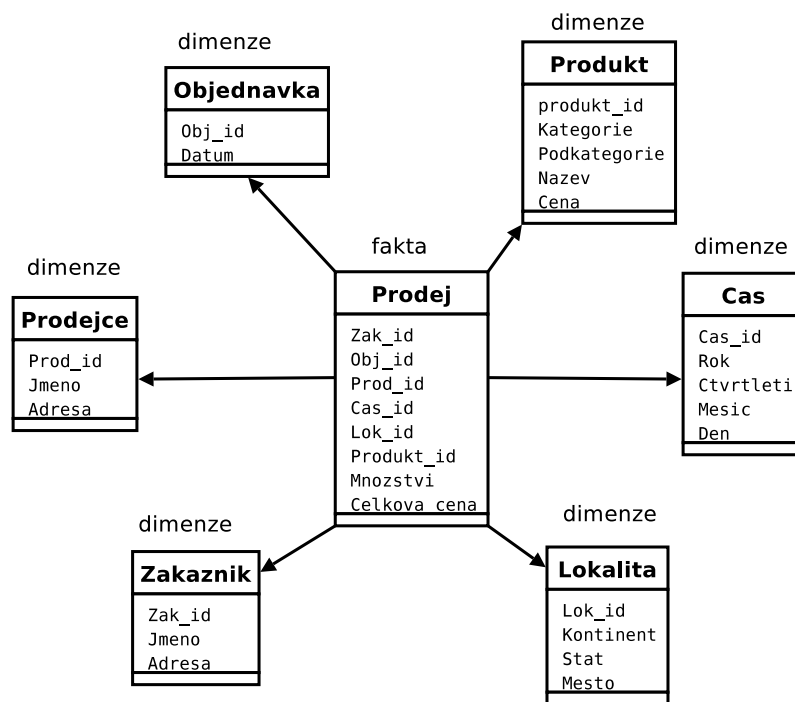 dimenze
Objednavka
Obj_id
Datum
dimenze
Produkt
produkt_id
Kategorie
Podkategorie
Nazev
Cena
dimenze
Prodejce
Prod_id
Jmeno
Adresa
fakta
Prodej
Zak_id
Obj_id
Prod_id
Cas_id
Lok_id
Produkt_id
Mnozstvi
Celkova cena
dimenze
Cas
Cas_id
Rok
Ctvrtleti
Mesic
Den
dimenze
Zakaznik
Zak_id
Jmeno
Adresa
dimenze
Lokalita
Lok_id
Kontinent
Stat
Mesto